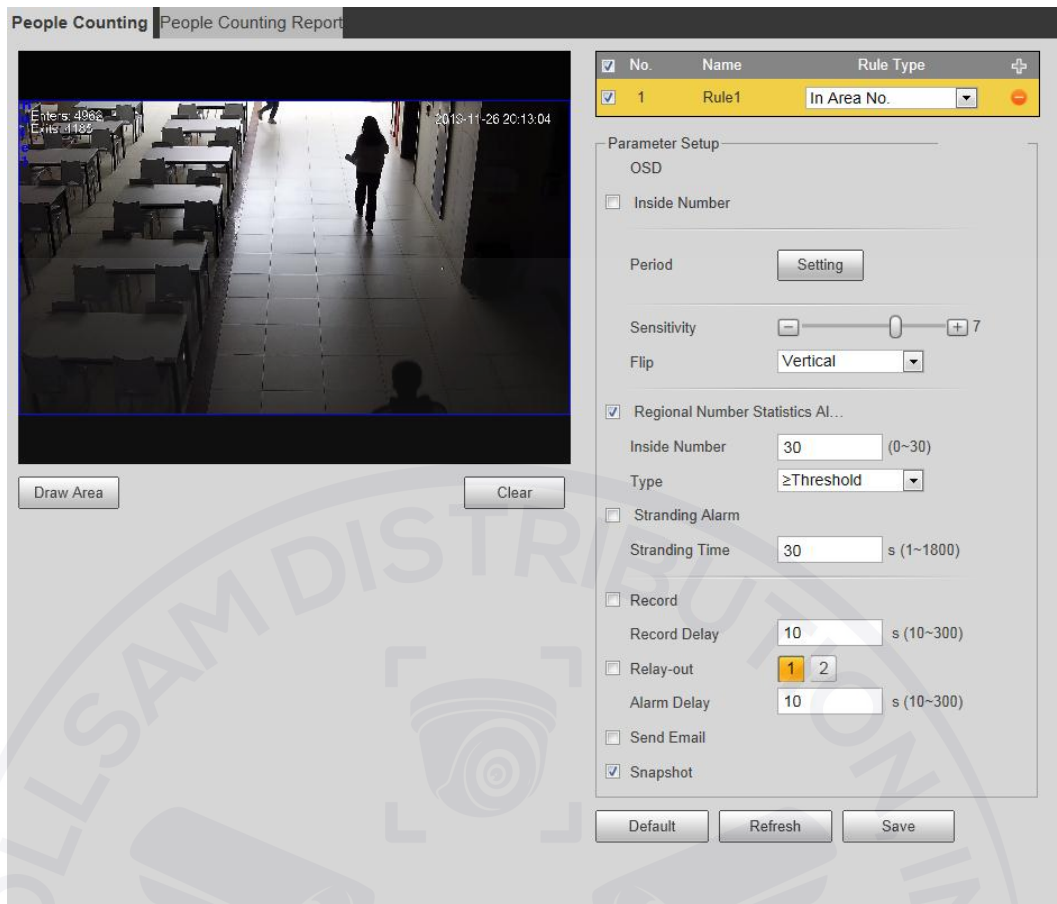 People Counting People Counting Report
No. Name Rule Type
1 Rule1 In Area No.
Enters: 4962
Exits: 4185
2013-11-26 20:13:04
Parameter Setup
OSD
Inside Number
Period Setting
Sensitivity - + 7
Flip Vertical
Regional Number Statistics Al...
Inside Number 30 (0~30)
Type ≥Threshold
Stranding Alarm
Stranding Time 30 s (1~1800)
Record
Record Delay 10 s (10~300)
Relay-out 1 2
Alarm Delay 10 s (10~300)
Send Email
Snapshot
Draw Area Clear
Default Refresh Save